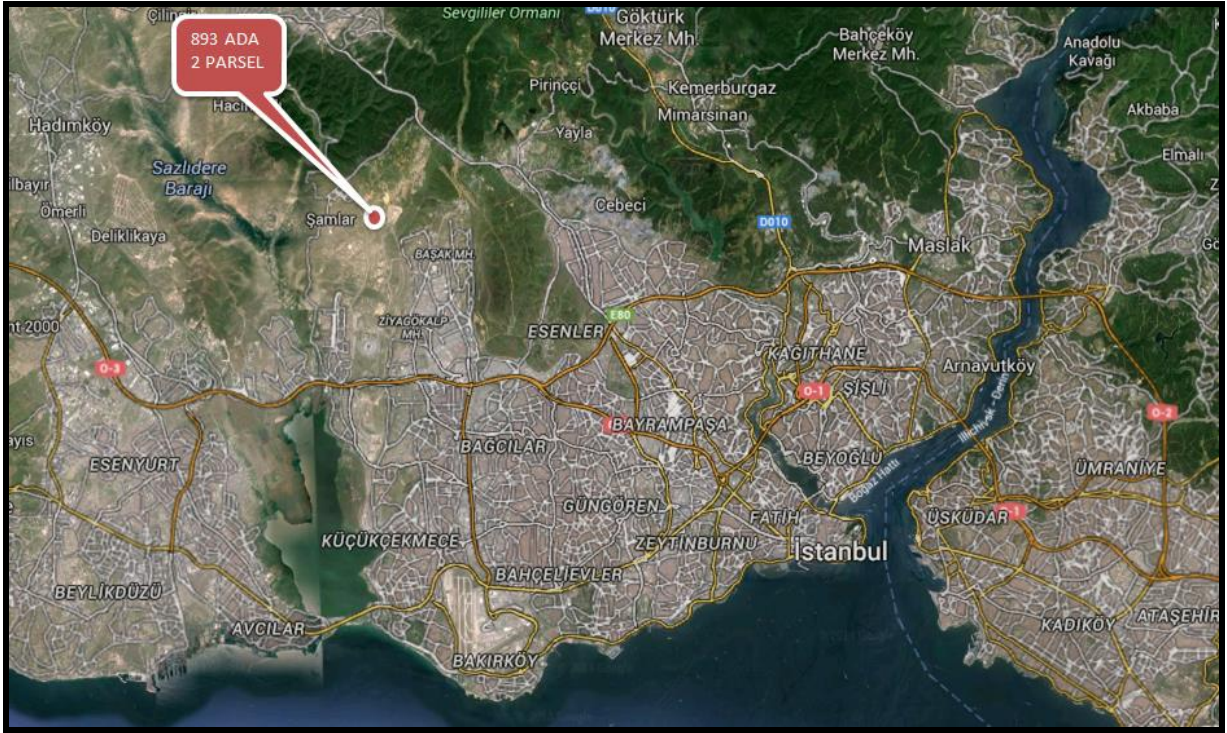 893 ADA
2 PARSEL
Sevgililer Ormanı
Göktürk
Merkez Mh.
Bahçeköy
Merkez Mh.
Anadolu
Kavağı
Pirinççi
Kemerburgaz
Mimarsinan
Akbaba
Hadımköy
Yayla
Elmalı
Sazlıdere
Barajı
Ömerli
Şamlar
Cebeci
D010
Deliklikaya
Maslak
BAŞAK MH.
ZİYAGÖKALP
MH.
E80
ESENLER
KAĞITHANE
Arnavutköy
O-3
O-1
ŞİŞLİ
O-2
BAYRAMPAŞA
BAGCILAR
ESENYURT
BEYOĞLU
ÜMRANİYE
Boğaz Hattı
GÜNGÖREN
FATİH
ÜSKÜDAR
KÜÇÜKÇEKMECE
ZEYTİNBURNU
İstanbul
BAHÇELİEVLER
BEYLİKDÜZÜ
AVCILAR
KADIKÖY
ATAŞEHİR
BAKIRKÖY